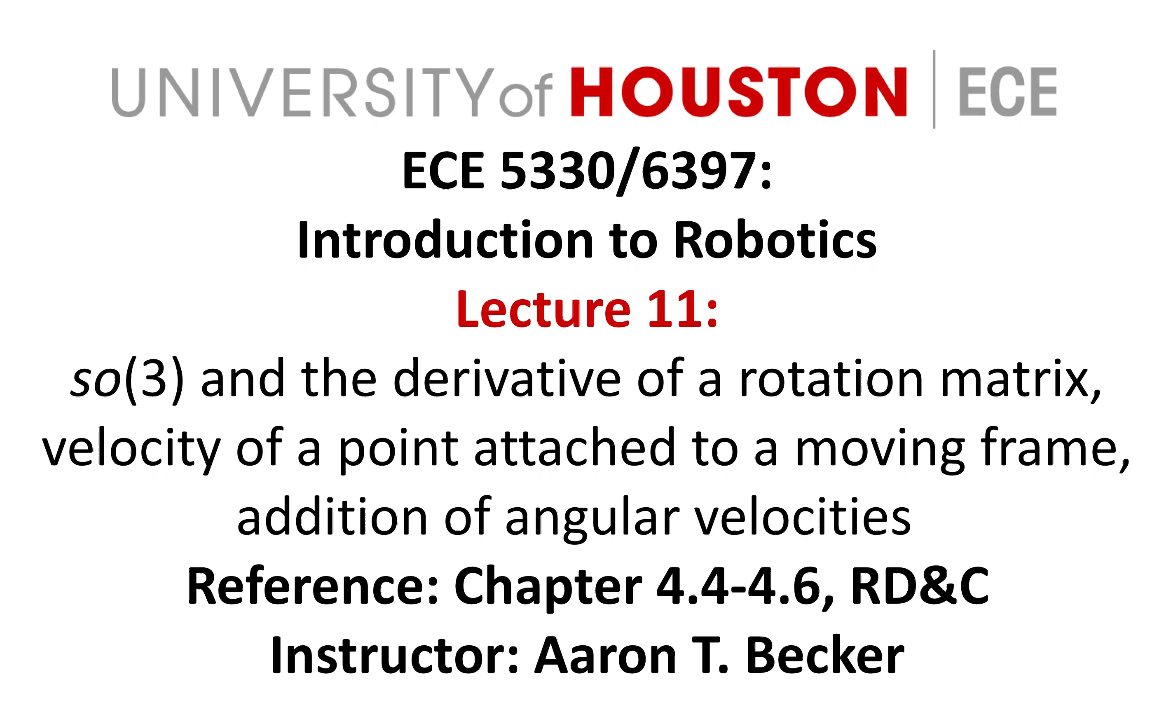 UNIVERSITY of HOUSTON | ECE
ECE 5330/6397:
Introduction to Robotics
Lecture 11:
so(3) and the derivative of a rotation matrix,
velocity of a point attached to a moving frame,
addition of angular velocities
Reference: Chapter 4.4-4.6, RD&C
Instructor: Aaron T. Becker